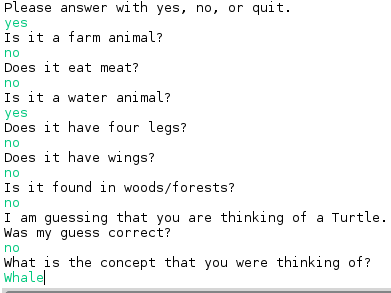 Please answer with yes, no, or quit.
yes
Is it a farm animal?
no
Does it eat meat?
no
Is it a water animal?
yes
Does it have four legs?
no
Does it have wings?
no
Is it found in woods/forests?
no
I am guessing that you are thinking of a Turtle.
Was my guess correct?
no
What is the concept that you were thinking of?
Whale